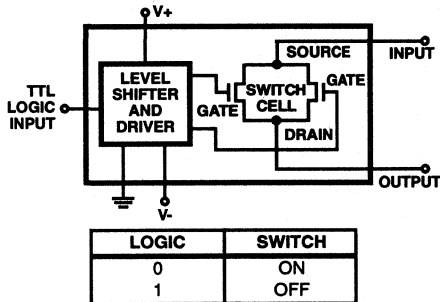 V+
SOURCE
INPUT
LEVEL
SHIFTER
AND
DRIVER
TTL
LOGIC
INPUT
GATE
SWITCH
CELL
GATE
DRAIN
OUTPUT
V-
LOGIC SWITCH
0 ON
1 OFF